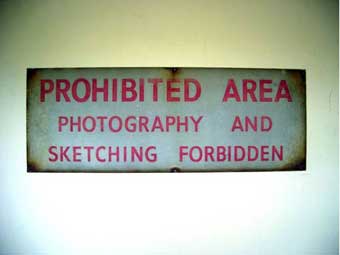 PROHIBITED AREA
PHOTOGRAPHY AND
SKETCHING FORBIDDEN